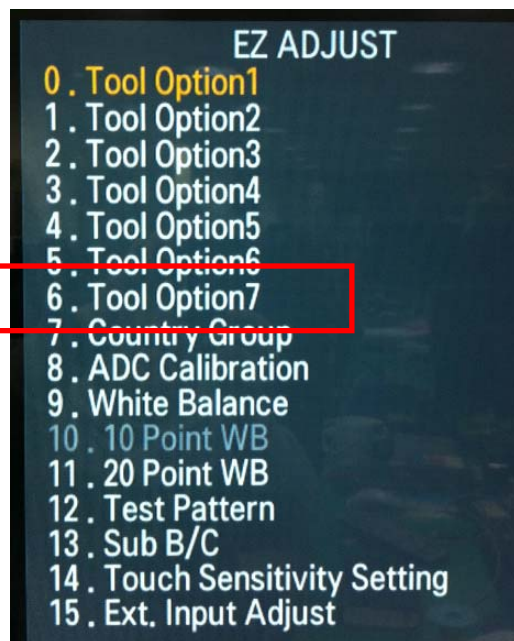 EZ ADJUST
0 . Tool Option1
1 . Tool Option2
2 . Tool Option3
3 . Tool Option4
4 . Tool Option5
5 . Tool Option6
6 . Tool Option7
7 . Country Group
8 . ADC Calibration
9 . White Balance
10 . 10 Point WB
11 . 20 Point WB
12 . Test Pattern
13 . Sub B/C
14 . Touch Sensitivity Setting
15 . Ext. Input Adjust